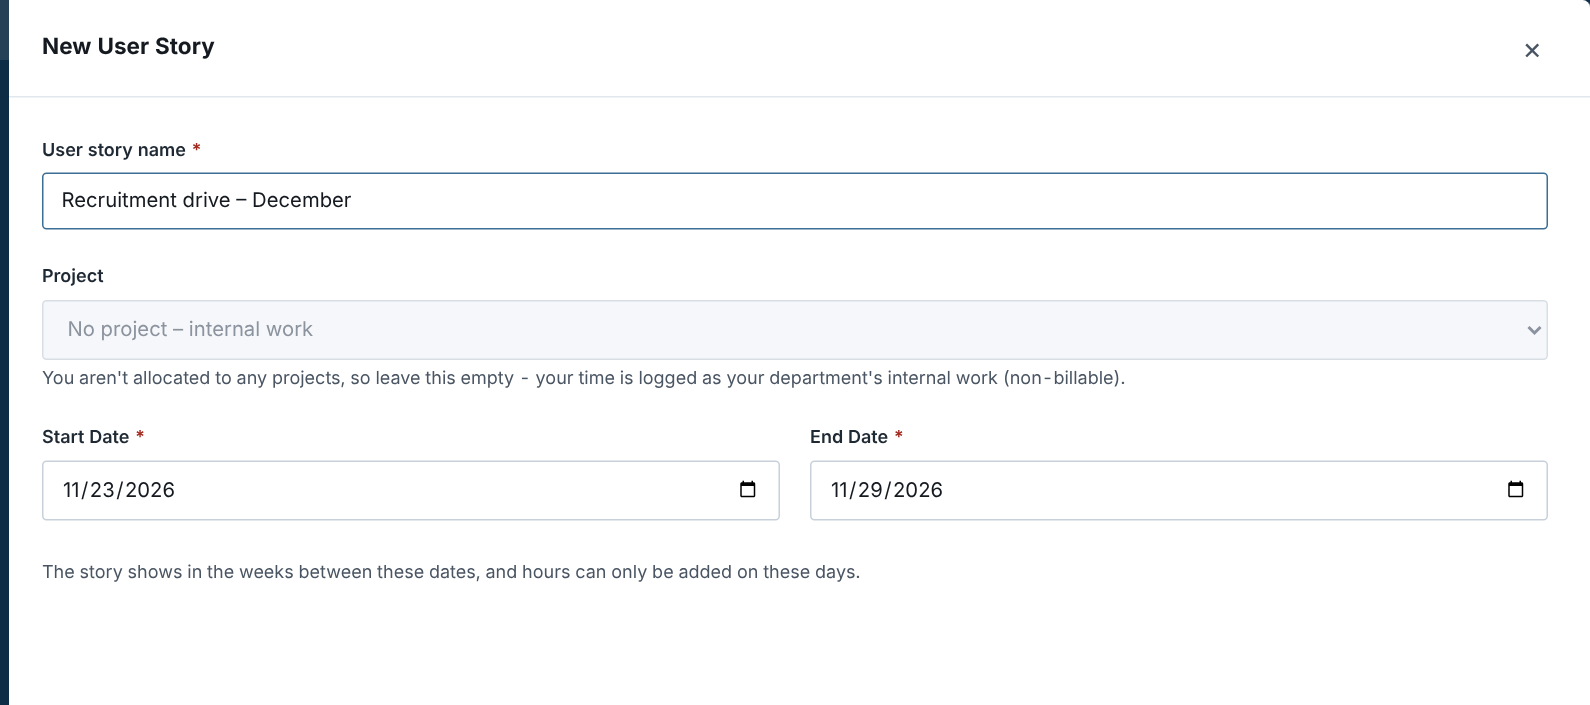 New User Story
User story name *
Recruitment drive – December
Project
No project – internal work
You aren't allocated to any projects, so leave this empty - your time is logged as your department's internal work (non-billable).
Start Date *
End Date *
11/23/2026
11/29/2026
The story shows in the weeks between these dates, and hours can only be added on these days.